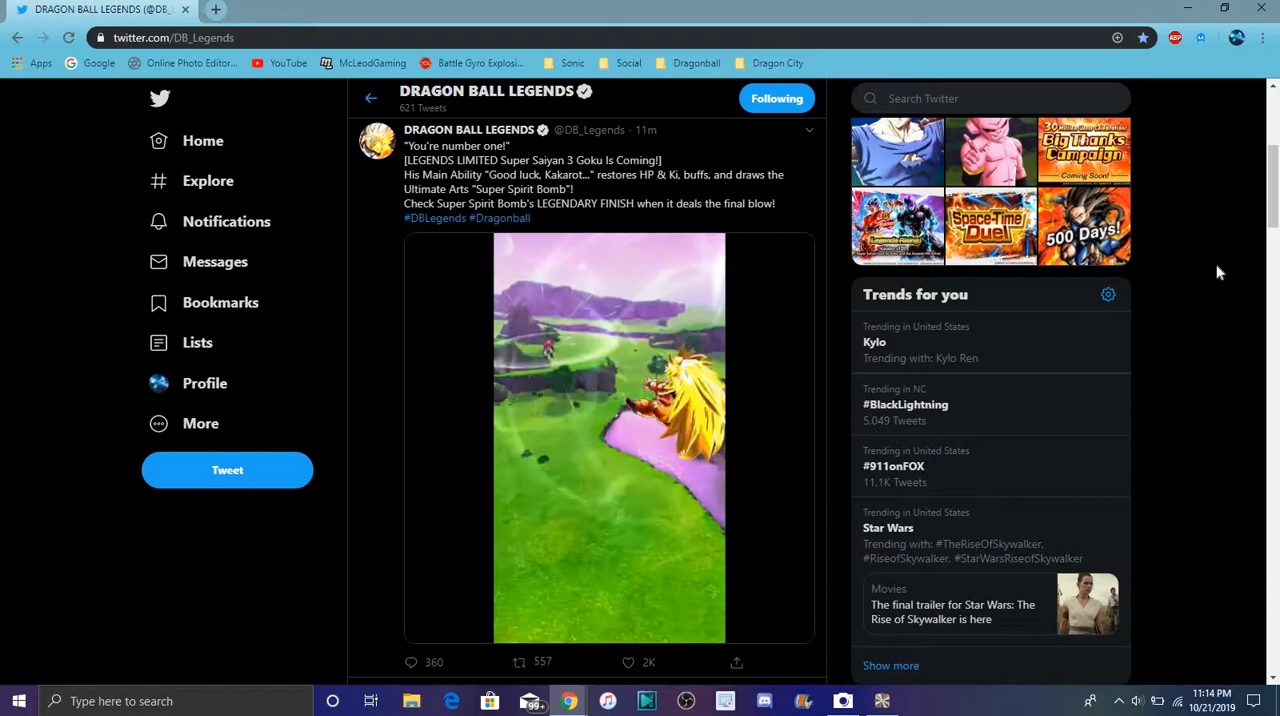 DRAGON BALL LEGENDS (@DB_
twitter.com/DB_Legends
ABP
Apps
Google
Online Photo Editor...
YouTube
McLeodGaming
Battle Gyro Explosi...
Sonic
Social
Dragonball
Dragon City
Home
Explore
Notifications
Messages
Bookmarks
Lists
Profile
More
Tweet
DRAGON BALL LEGENDS
621 Tweets
Following
DRAGON BALL LEGENDS @DB_Legends · 11m
"You're number one!"
[LEGENDS LIMITED Super Saiyan 3 Goku Is Coming!]
His Main Ability "Good luck, Kakarot..." restores HP & Ki, buffs, and draws the
Ultimate Arts "Super Spirit Bomb"!
Check Super Spirit Bomb's LEGENDARY FINISH when it deals the final blow!
#DBLegends #Dragonball
360 557 2K
Search Twitter
Big Thanks
Campaign
Coming Soon!
Legends Rising
Space-Time
Duel
500 Days!
Trends for you
Trending in United States
Kylo
Trending with: Kylo Ren
Trending in NC
#BlackLightning
5,049 Tweets
Trending in United States
#911onFOX
11.1K Tweets
Trending in United States
Star Wars
Trending with: #TheRiseOfSkywalker,
#RiseofSkywalker, #StarWarsRiseofSkywalker
Movies
The final trailer for Star Wars: The
Rise of Skywalker is here
Show more
Type here to search
99+
11:14 PM
10/21/2019